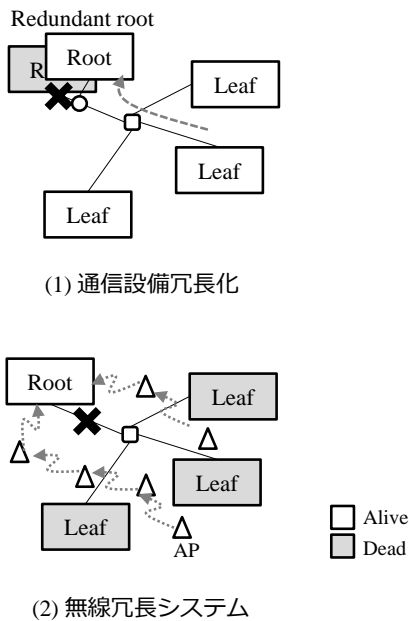 Redundant root
Root
R
Leaf
Leaf
Leaf
(1) 通信設備冗長化
Root
Leaf
Leaf
Leaf
AP
Alive
Dead
(2) 無線冗長システム